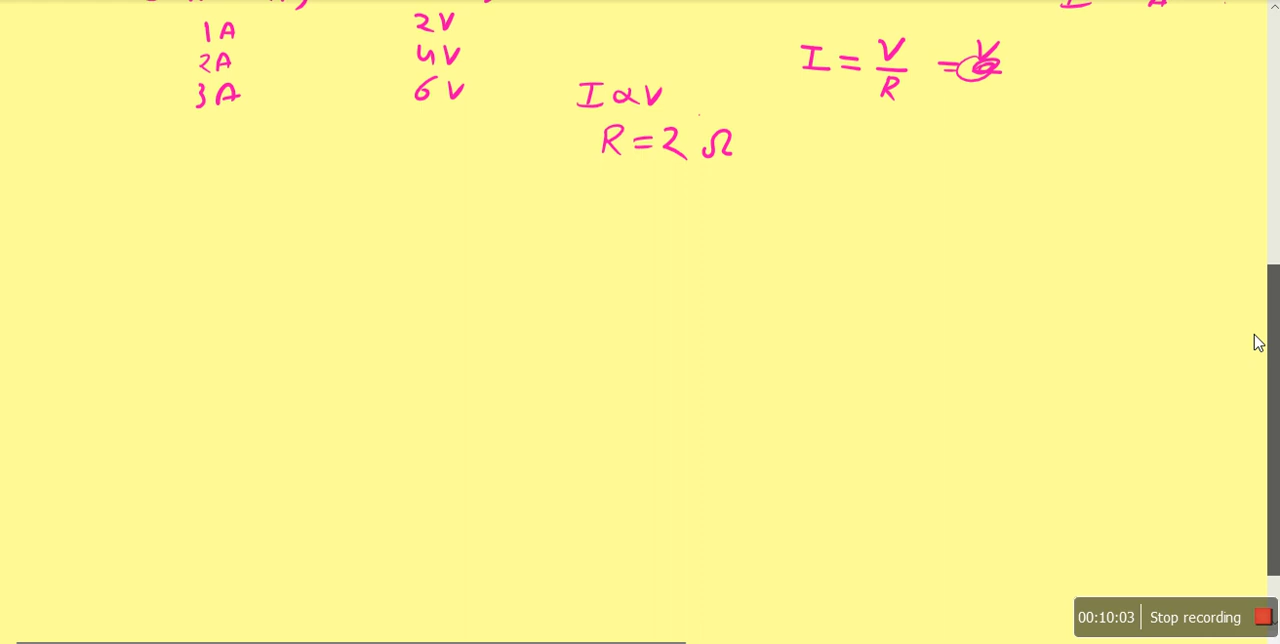 1A 2V
2A 4V
3A 6V
I = V/R =
I ∝ V
R = 2 Ω
00:10:03 Stop recording